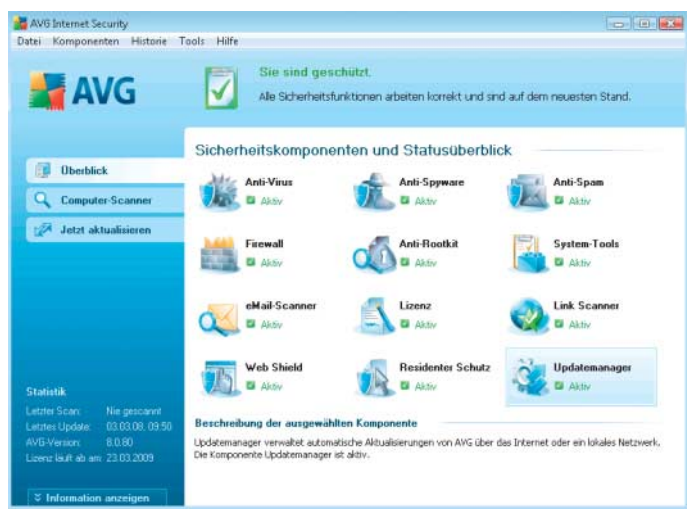 AVG Internet Security
Datei Komponenten Historie Tools Hilfe
AVG
Sie sind geschützt.
Alle Sicherheitsfunktionen arbeiten korrekt und sind auf dem neuesten Stand.
Überblick
Computer-Scanner
Jetzt aktualisieren
Sicherheitskomponenten und Statusüberblick
Anti-Virus
Aktiv
Anti-Spyware
Aktiv
Anti-Spam
Aktiv
Firewall
Aktiv
Anti-Rootkit
Aktiv
System-Tools
Aktiv
eMail-Scanner
Aktiv
Lizenz
Aktiv
Link Scanner
Aktiv
Web Shield
Aktiv
Residenter Schutz
Aktiv
Updatemanager
Aktiv
Statistik
Letzter Scan: Nie gescannt
Letztes Update: 03.03.08, 09:50
AVG-Version: 8.0.80
Lizenz läuft ab am: 23.03.2009
Information anzeigen
Beschreibung der ausgewählten Komponente
Updatemanager verwaltet automatische Aktualisierungen von AVG über das Internet oder ein lokales Netzwerk.
Die Komponente Updatemanager ist aktiv.